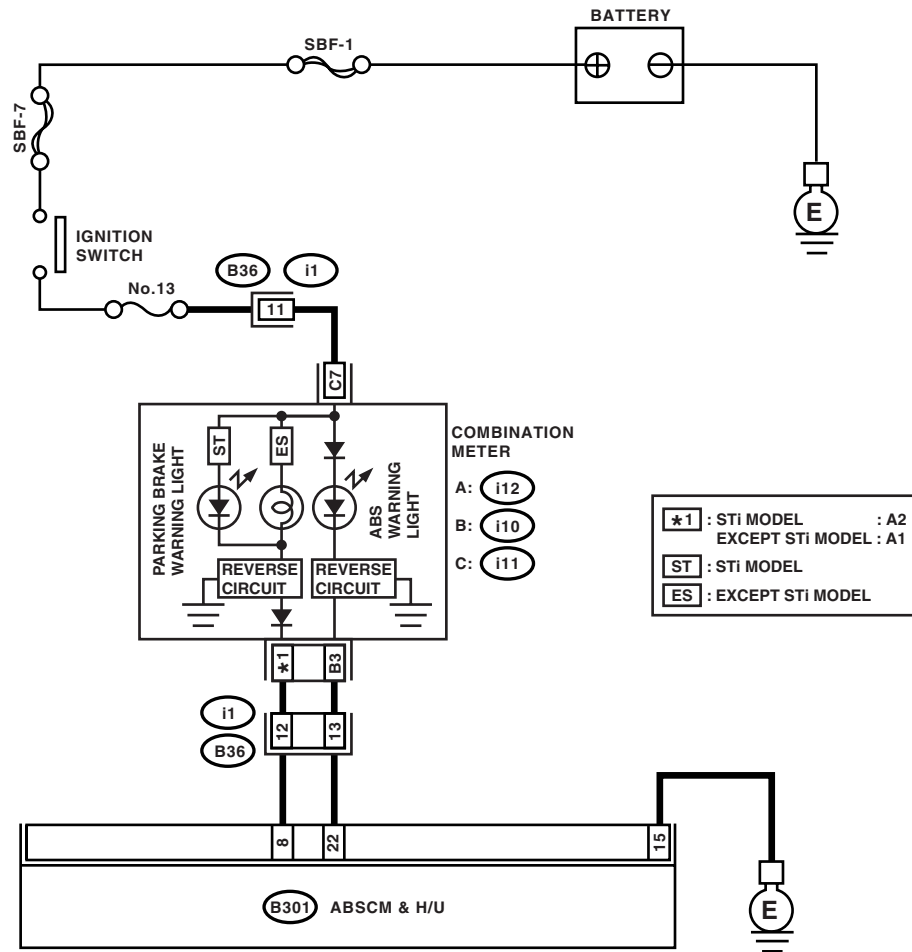 BATTERY
SBF-1
SBF-7
E
IGNITION
SWITCH
B36 i1
No.13
11
C7
COMBINATION
METER
A: i12
B: i10
C: i11
PARKING BRAKE
WARNING LIGHT
ST
ES
ABS
WARNING
LIGHT
REVERSE
CIRCUIT
REVERSE
CIRCUIT
*1 : STi MODEL : A2
EXCEPT STi MODEL : A1
ST : STi MODEL
ES : EXCEPT STi MODEL
*1 B3
i1
B36
12 13
8 22 15
B301 ABSCM & H/U
E